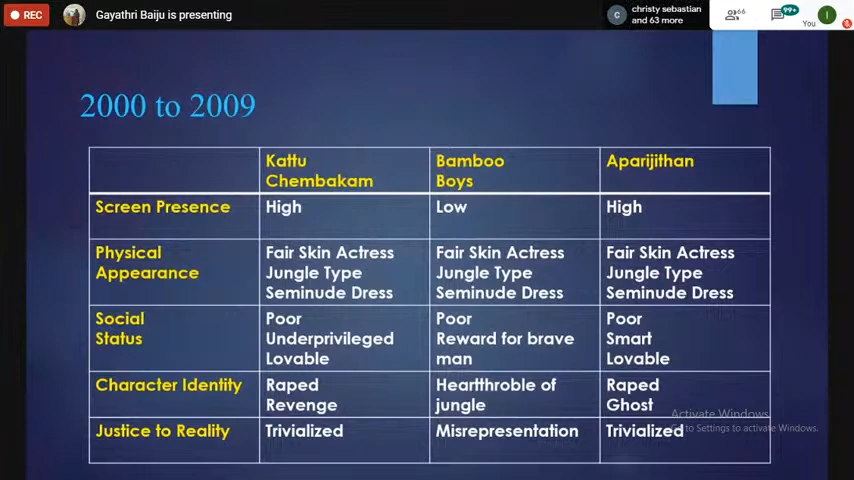 REC
Gayathri Baiju is presenting
C
christy sebastian
and 63 more
66
99+
You
I
2000 to 2009
Kattu
Chembakam
Bamboo
Boys
Aparijithan
Screen Presence
High
Low
High
Physical
Appearance
Fair Skin Actress
Jungle Type
Seminude Dress
Fair Skin Actress
Jungle Type
Seminude Dress
Fair Skin Actress
Jungle Type
Seminude Dress
Social
Status
Poor
Underprivileged
Lovable
Poor
Reward for brave
man
Poor
Smart
Lovable
Character Identity
Raped
Revenge
Heartthroble of
jungle
Raped
Ghost
Justice to Reality
Trivialized
Misrepresentation
Trivialized
Activate Windows
Go to Settings to activate Windows.